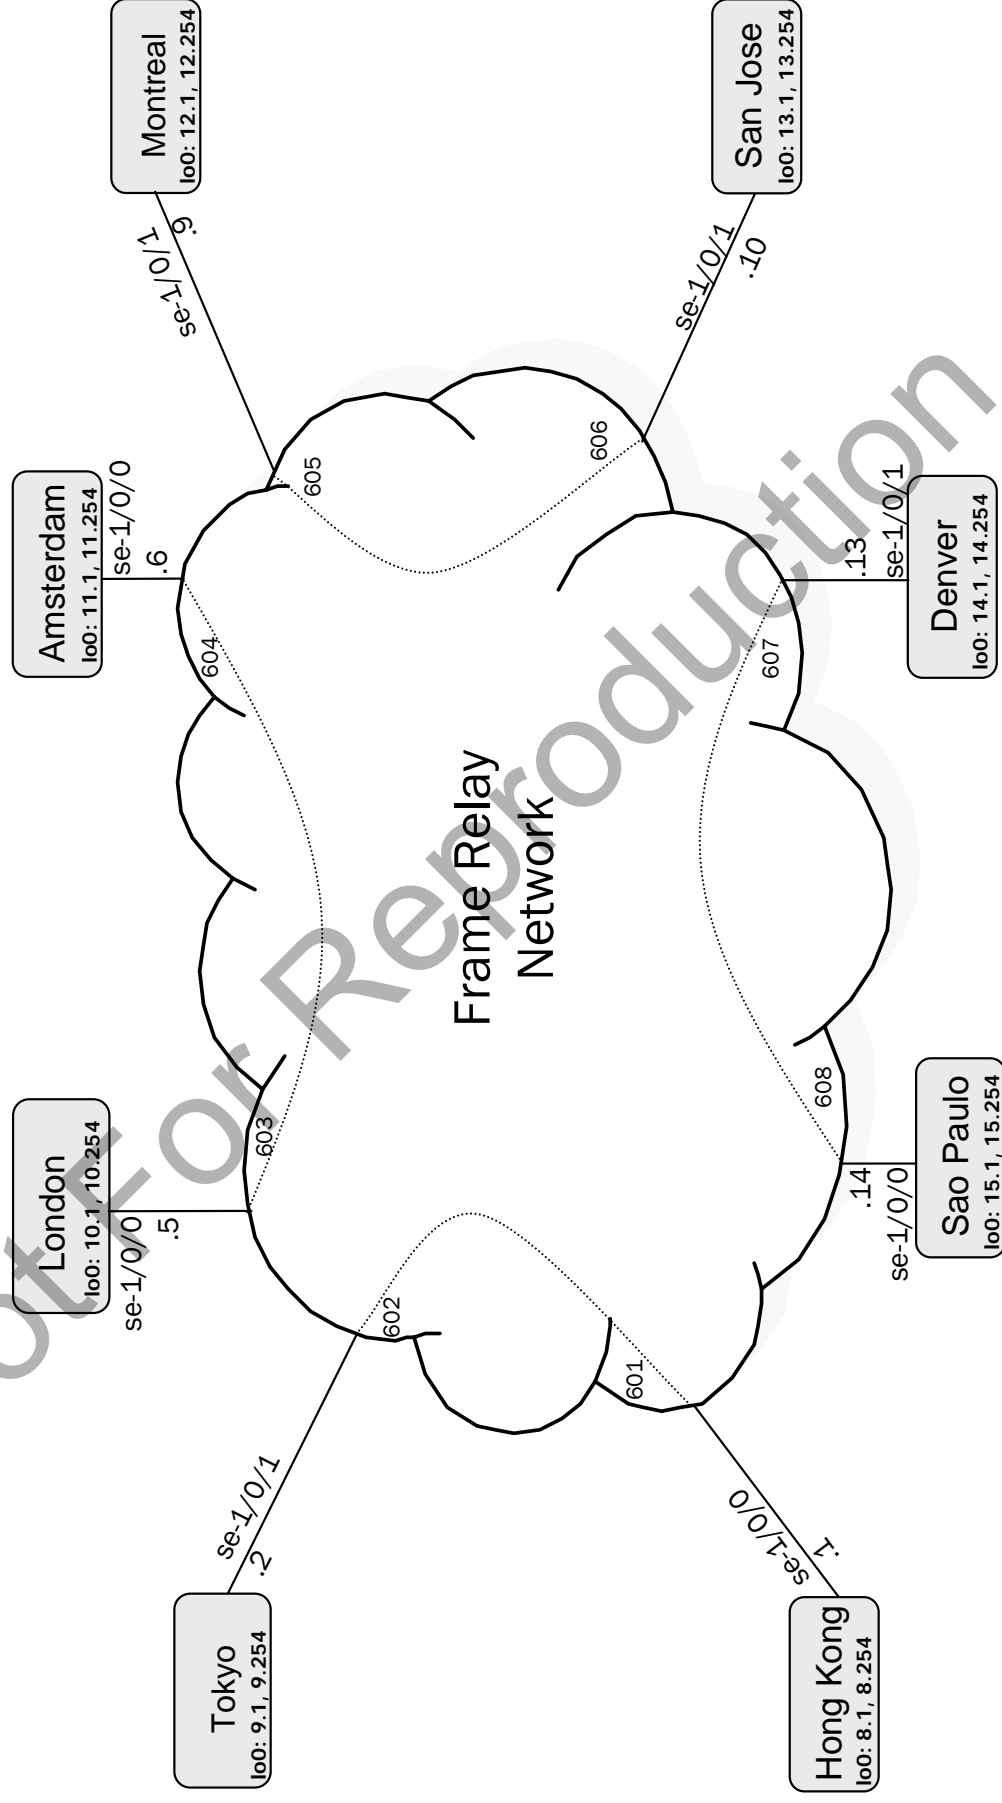 Tokyo
lo0: 9.1, 9.254
se-1/0/1
.2
London
lo0: 10.1, 10.254
se-1/0/0
.5
Amsterdam
lo0: 11.1, 11.254
se-1/0/0
.6
Montreal
lo0: 12.1, 12.254
se-1/0/1
.9
602
603
604
605
Frame Relay
Network
601
608
607
606
Hong Kong
lo0: 8.1, 8.254
se-1/0/0
.1
Sao Paulo
lo0: 15.1, 15.254
se-1/0/0
.14
Denver
lo0: 14.1, 14.254
se-1/0/1
.13
San Jose
lo0: 13.1, 13.254
se-1/0/1
.10
ot For Reproduction